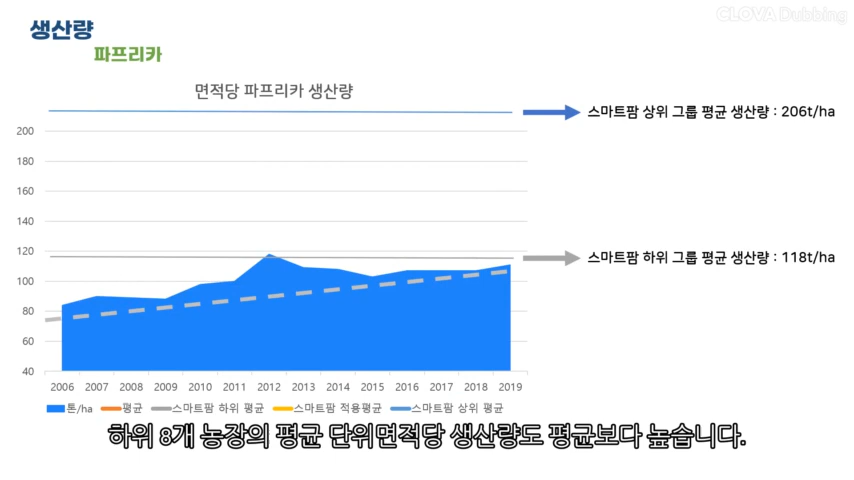 CLOVA Dubbing
생산량
파프리카
면적당 파프리카 생산량
스마트팜 상위 그룹 평균 생산량 : 206t/ha
200
180
160
140
120
스마트팜 하위 그룹 평균 생산량 : 118t/ha
100
80
60
40
2006 2007 2008 2009 2010 2011 2012 2013 2014 2015 2016 2017 2018 2019
톤/ha 평균 스마트팜 하위 평균 스마트팜 적용평균 스마트팜 상위 평균
하위 8개 농장의 평균 단위면적당 생산량도 평균보다 높습니다.